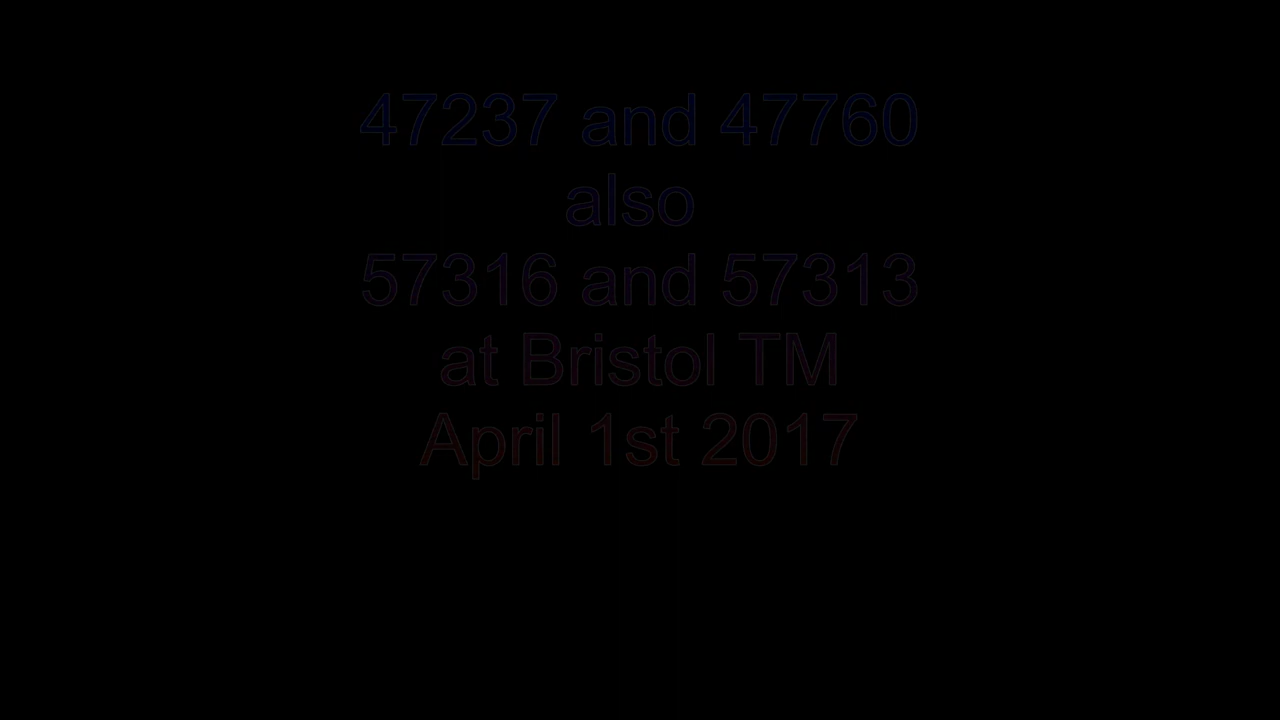 47237 and 47760
also
57316 and 57313
at Bristol TM
April 1st 2017